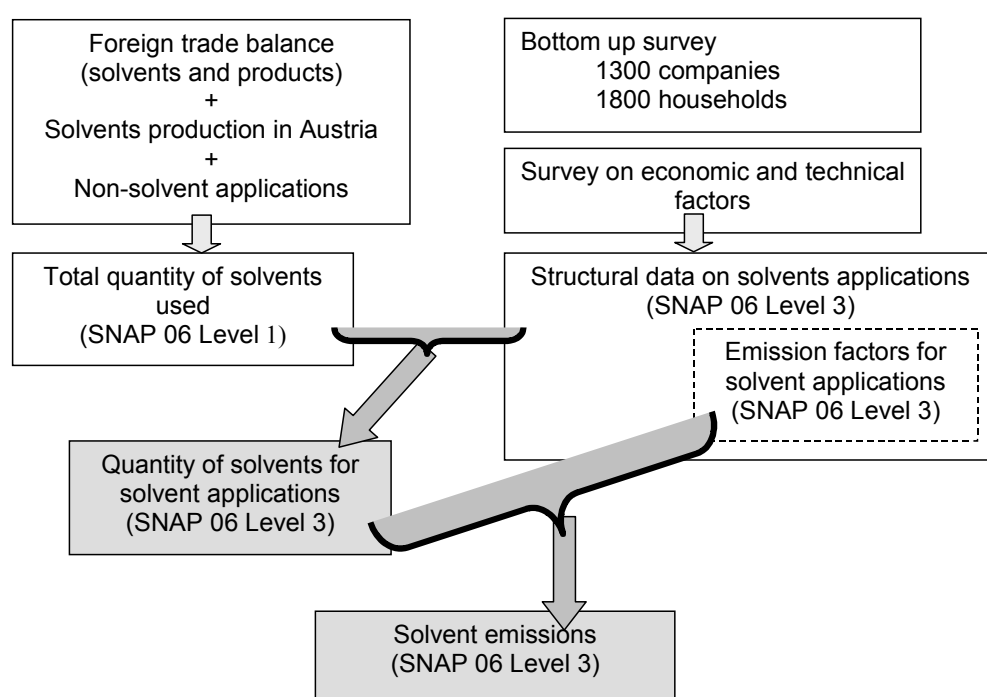 Foreign trade balance
(solvents and products)
+
Solvents production in Austria
+
Non-solvent applications
Bottom up survey
1300 companies
1800 households
Survey on economic and technical
factors
Total quantity of solvents
used
(SNAP 06 Level 1)
Structural data on solvents applications
(SNAP 06 Level 3)
Emission factors for
solvent applications
(SNAP 06 Level 3)
Quantity of solvents for
solvent applications
(SNAP 06 Level 3)
Solvent emissions
(SNAP 06 Level 3)